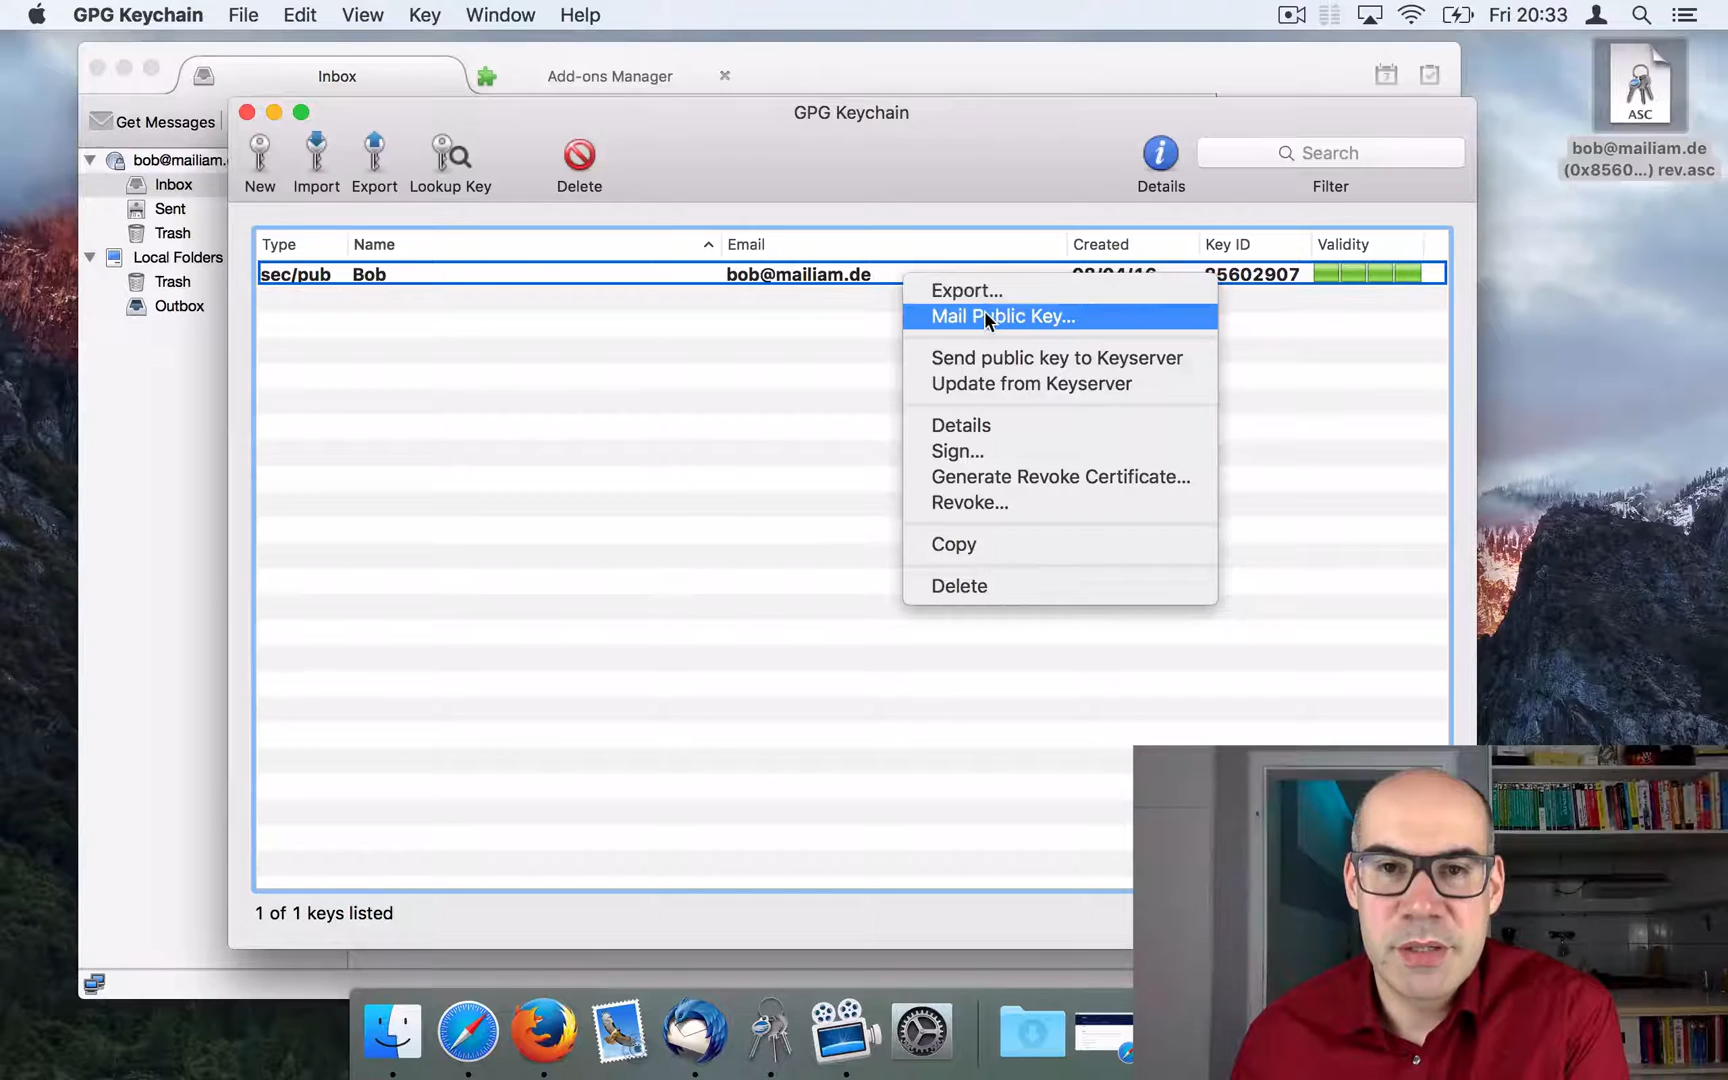 GPG Keychain File Edit View Key Window Help Fri 20:33
Inbox Add-ons Manager
ASC
bob@mailiam.de
(0x8560...) rev.asc
GPG Keychain
Get Messages
New Import Export Lookup Key Delete Details Search
Filter
bob@mailiam.
Inbox
Sent
Trash
Local Folders
Trash
Outbox
Type Name Email Created Key ID Validity
sec/pub Bob bob@mailiam.de 08/04/16 85602907
Export...
Mail Public Key...
Send public key to Keyserver
Update from Keyserver
Details
Sign...
Generate Revoke Certificate...
Revoke...
Copy
Delete
1 of 1 keys listed